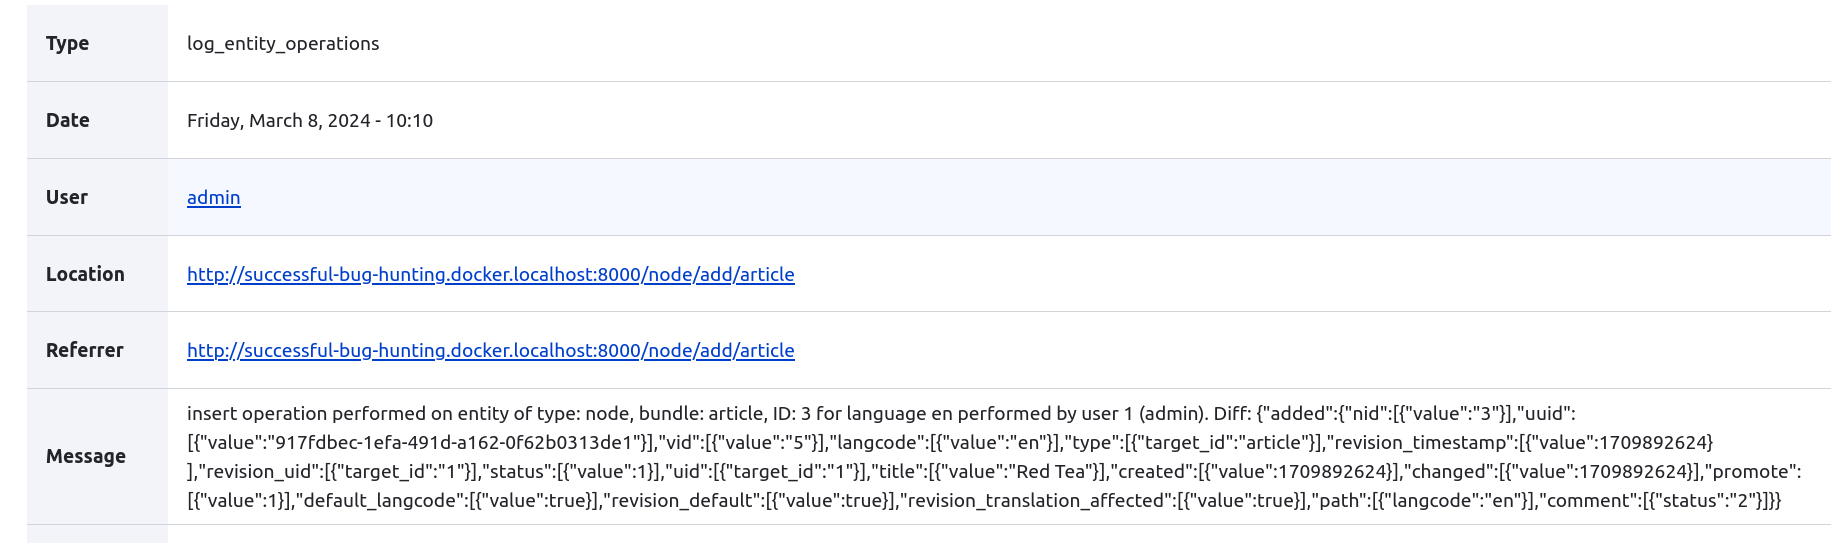 Type log_entity_operations
Date Friday, March 8, 2024 - 10:10
User admin
Location http://successful-bug-hunting.docker.localhost:8000/node/add/article
Referrer http://successful-bug-hunting.docker.localhost:8000/node/add/article
Message insert operation performed on entity of type: node, bundle: article, ID: 3 for language en performed by user 1 (admin). Diff: {"added":{"nid":[{"value":"3"}],"uuid":
[{"value":"917fdbec-1efa-491d-a162-0f62b0313de1"}],"vid":[{"value":"5"}],"langcode":[{"value":"en"}],"type":[{"target_id":"article"}],"revision_timestamp":[{"value":1709892624}
],"revision_uid":[{"target_id":"1"}],"status":[{"value":1}],"uid":[{"target_id":"1"}],"title":[{"value":"Red Tea"}],"created":[{"value":1709892624}],"changed":[{"value":1709892624}],"promote":
[{"value":1}],"default_langcode":[{"value":true}],"revision_default":[{"value":true}],"revision_translation_affected":[{"value":true}],"path":[{"langcode":"en"}],"comment":[{"status":"2"}]}}